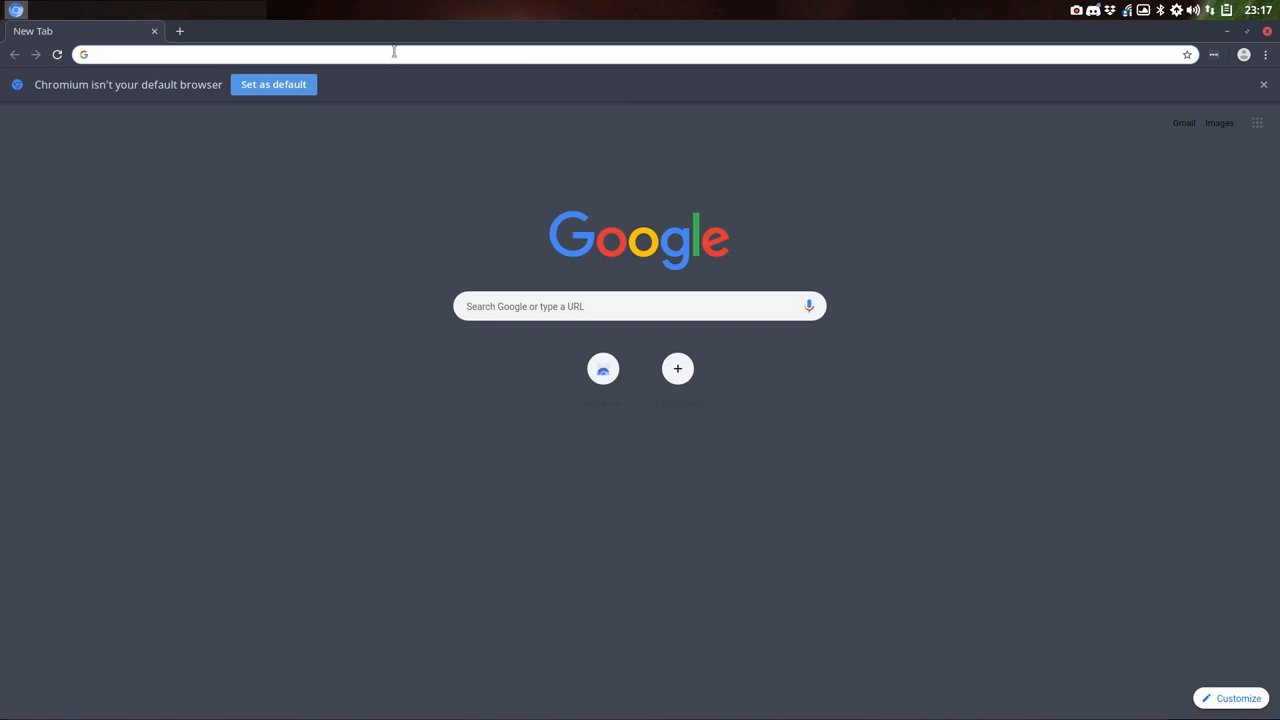 23:17
New Tab
Chromium isn't your default browser
Set as default
Gmail
Images
Google
Search Google or type a URL
Customize